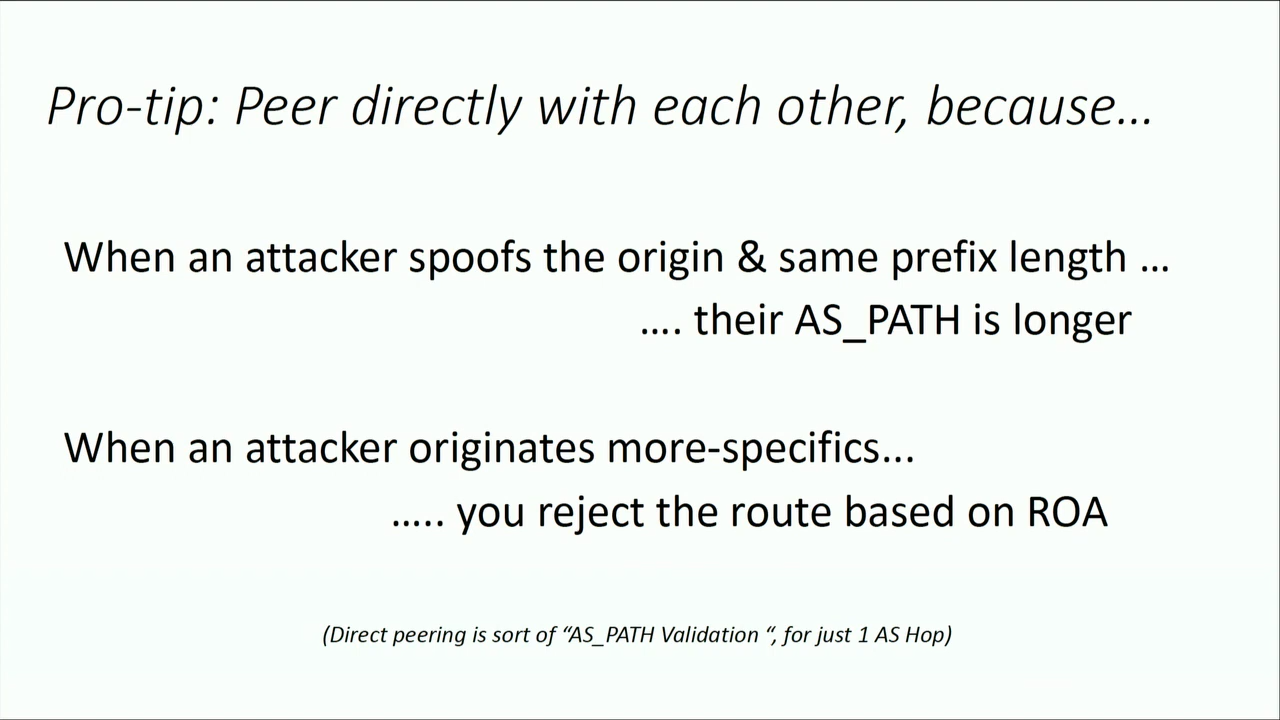 Pro-tip: Peer directly with each other, because...
When an attacker spoofs the origin & same prefix length ...
.... their AS_PATH is longer
When an attacker originates more-specifics...
..... you reject the route based on ROA
(Direct peering is sort of “AS_PATH Validation “, for just 1 AS Hop)